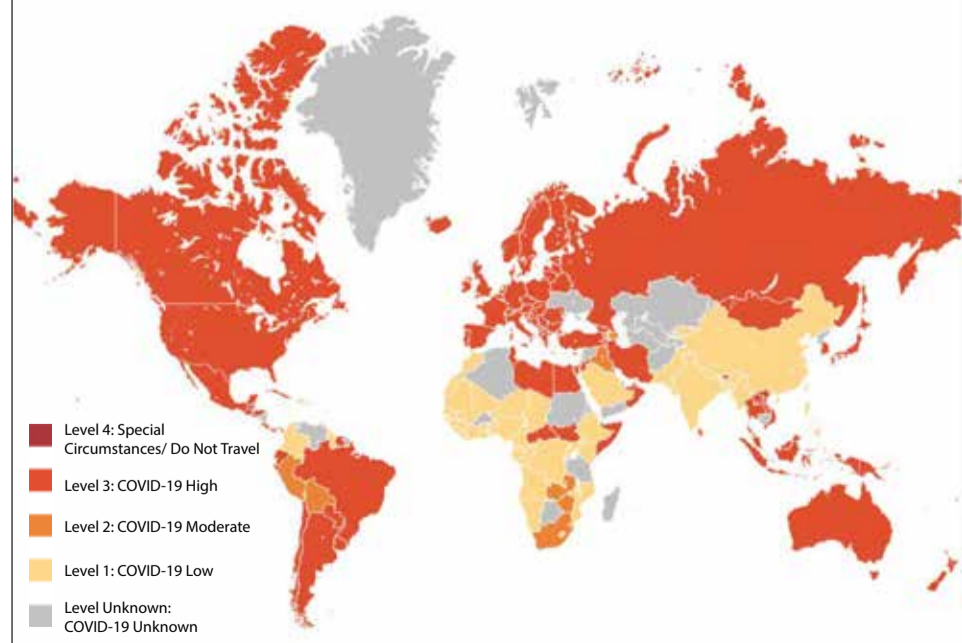 Level 4: Special
Circumstances/ Do Not Travel
Level 3: COVID-19 High
Level 2: COVID-19 Moderate
Level 1: COVID-19 Low
Level Unknown:
COVID-19 Unknown